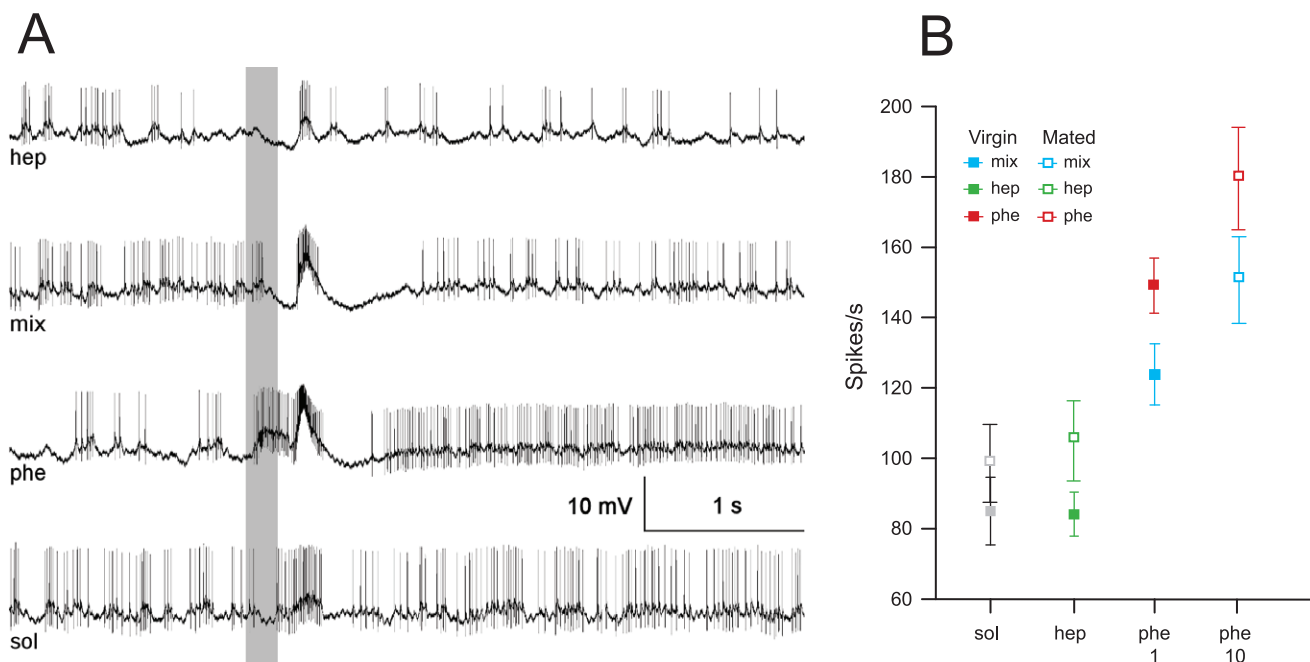 A
hep
mix
phe
10 mV
1 s
sol
B
200
180
160
140
120
100
80
60
Spikes/s
Virgin Mated
mix mix
hep hep
phe phe
sol hep phe phe
1 10